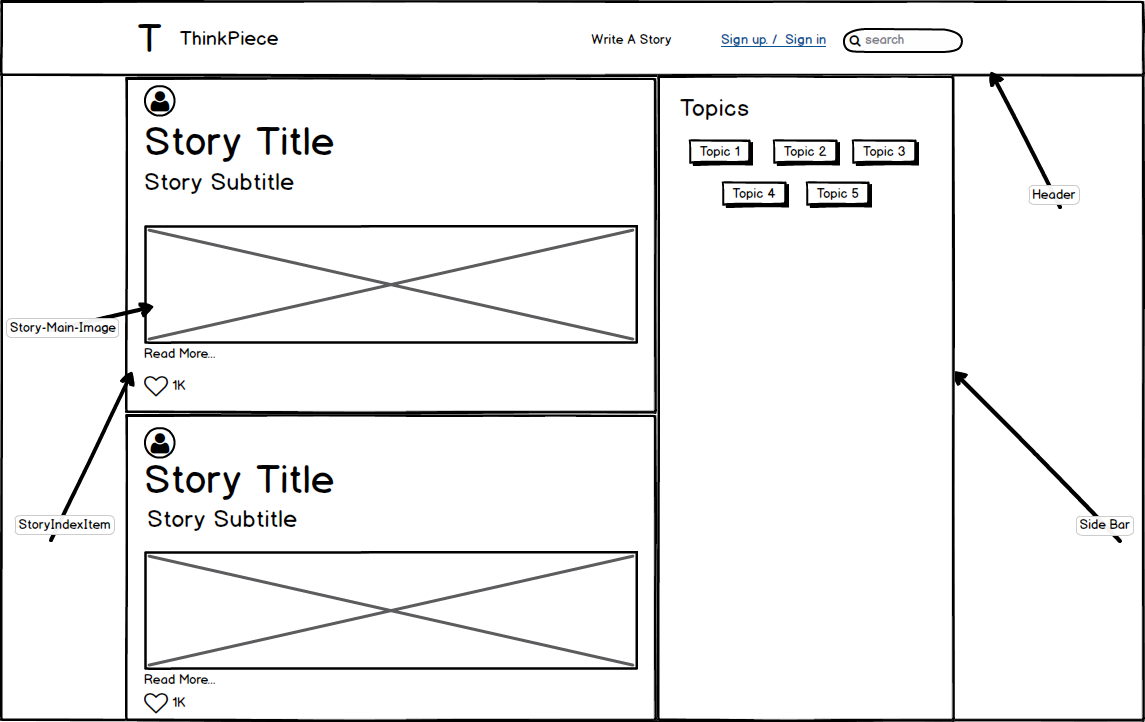 T ThinkPiece Write A Story Sign up. / Sign in search
Story Title
Story Subtitle
Story-Main-Image
Read More...
1K
StoryIndexItem
Topics
Topic 1 Topic 2 Topic 3
Topic 4 Topic 5
Header
Side Bar
Story Title
Story Subtitle
Read More...
1K